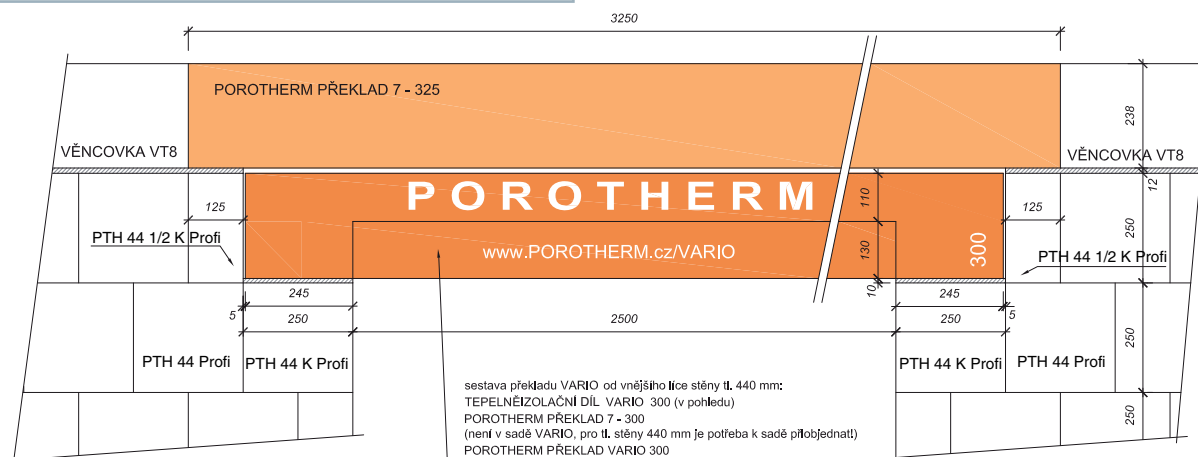 3250
POROTHERM PŘEKLAD 7 - 325
238
VĚNCOVKA VT8
VĚNCOVKA VT8
POROTHERM
110
12
125
125
250
PTH 44 1/2 K Profi
www.POROTHERM.cz/VARIO
130
300
PTH 44 1/2 K Profi
10
245
245
5
250
2500
250
5
250
PTH 44 Profi
PTH 44 K Profi
PTH 44 K Profi
PTH 44 Profi
sestava překladu VARIO od vnějšího líce stěny tl. 440 mm:
TEPELNĚIZOLAČNÍ DÍL VARIO 300 (v pohledu)
250
POROTHERM PŘEKLAD 7 - 300
(není v sadě VARIO, pro tl. stěny 440 mm je potřeba k sadě přiobjednat!)
POROTHERM PŘEKLAD VARIO 300